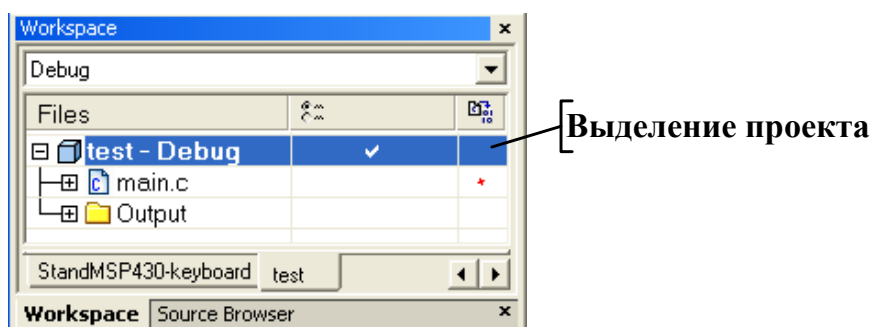 Workspace
Debug
Files
test - Debug
main.c
Output
StandMSP430-keyboard test
Workspace Source Browser
Выделение проекта